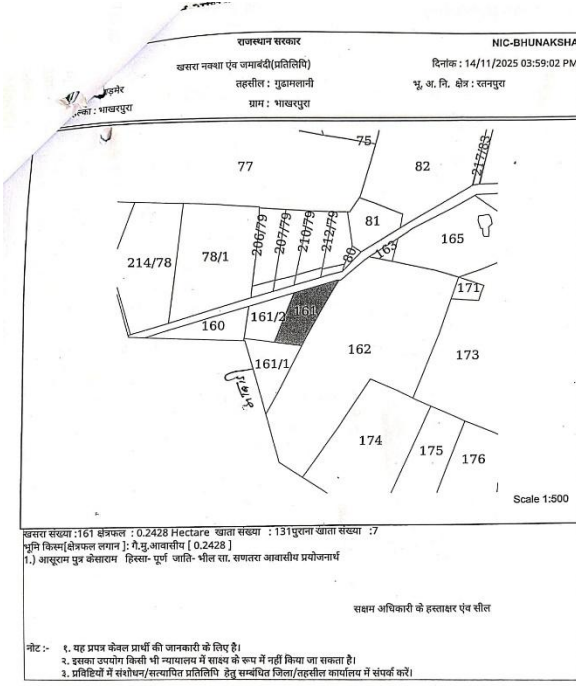 राजस्थान सरकार
NIC-BHUNAKSHA
खसरा नक्शा एंव जमाबंदी(प्रतिलिपि)
दिनांक : 14/11/2025 03:59:02 PM
तहसील : गुढामलानी
भू. अ. नि. क्षेत्र : रतनपुरा
: भाखरपुरा
ग्राम : भाखरपुरा
75
77
82
217/83
81
206/79
207/79
210/79
212/79
80
163
165
214/78
78/1
171
160
161/2
161
162
161/1
173
174
175
176
Scale 1:500
खसरा संख्या :161 क्षेत्रफल : 0.2428 Hectare खाता संख्या : 131पुराना खाता संख्या :7
भूमि किस्म[क्षेत्रफल लगान ]: गै.मु.आवासीय [ 0.2428 ]
1.) आसूराम पुत्र केसाराम हिस्सा- पूर्ण जाति- भील सा. सणतरा आवासीय प्रयोजनार्थ
सक्षम अधिकारी के हस्ताक्षर एंव सील
नोट :- १. यह प्रपत्र केवल प्रार्थी की जानकारी के लिए है।
२. इसका उपयोग किसी भी न्यायालय में साक्ष्य के रूप में नहीं किया जा सकता है।
३. प्रविष्टियों में संशोधन/सत्यापित प्रतिलिपि हेतु सम्बंधित जिला/तहसील कार्यालय में संपर्क करें।